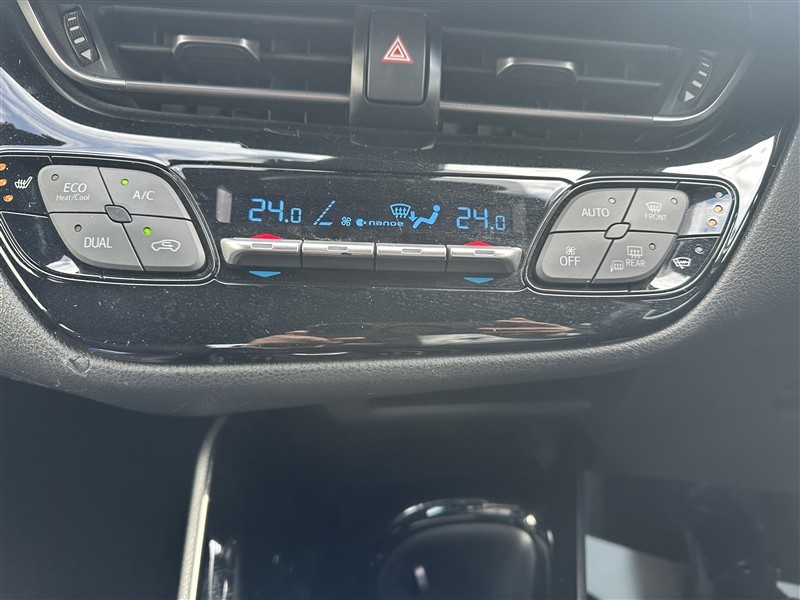 ECO
Heat/Cool
A/C
DUAL
24.0
nanoe
24.0
AUTO
FRONT
OFF
REAR